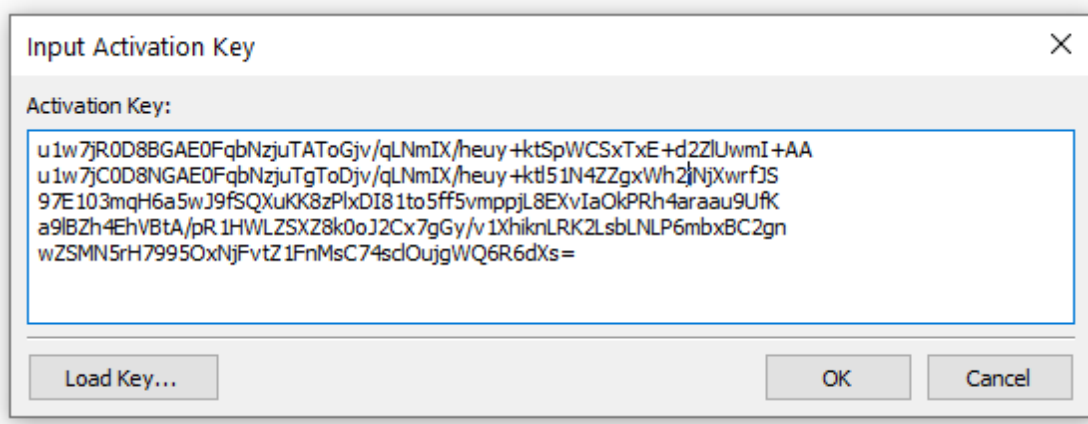 Input Activation Key
Activation Key:
u1w7jR0D8BGAE0FqbNzjuTAToGjv/qLNmIX/heuy+ktSpWCSxTxE+d2ZlUwmI+AA
u1w7jC0D8NGAE0FqbNzjuTgToDjv/qLNmIX/heuy+ktl51N4ZZgxWh2jNjXwrfJS
97E103mqH6a5wJ9fSQXuKK8zPlxDI81to5ff5vmppjL8EXvIaOkPRh4araau9UfK
a9lBZh4EhVBtA/pR1HWLZSXZ8k0oJ2Cx7gGy/v1XhiknLRK2LsbLNLP6mbxBC2gn
wZSMN5rH7995OxNjFvtZ1FnMsC74sclOujgWQ6R6dXs=
Load Key...
OK
Cancel